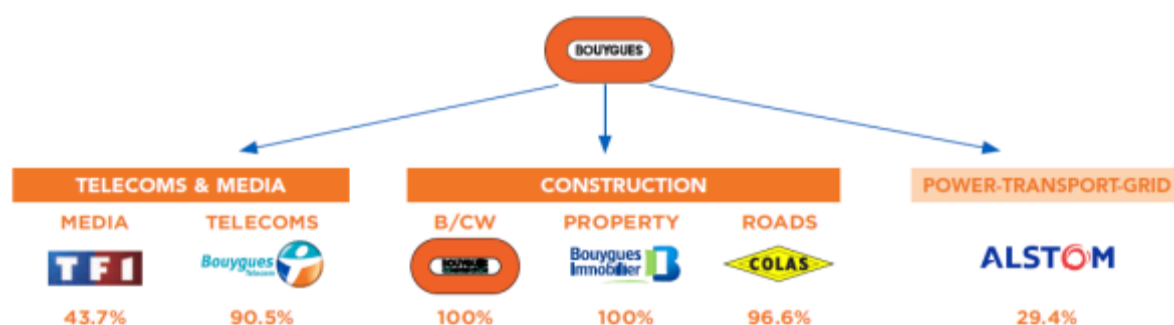 BOUYGUES
TELECOMS & MEDIA
CONSTRUCTION
POWER-TRANSPORT-GRID
MEDIA
TELECOMS
B/CW
PROPERTY
ROADS
TF1
Bouygues
Telecom
Bouygues
Immobilier
COLAS
ALSTOM
43.7%
90.5%
100%
100%
96.6%
29.4%